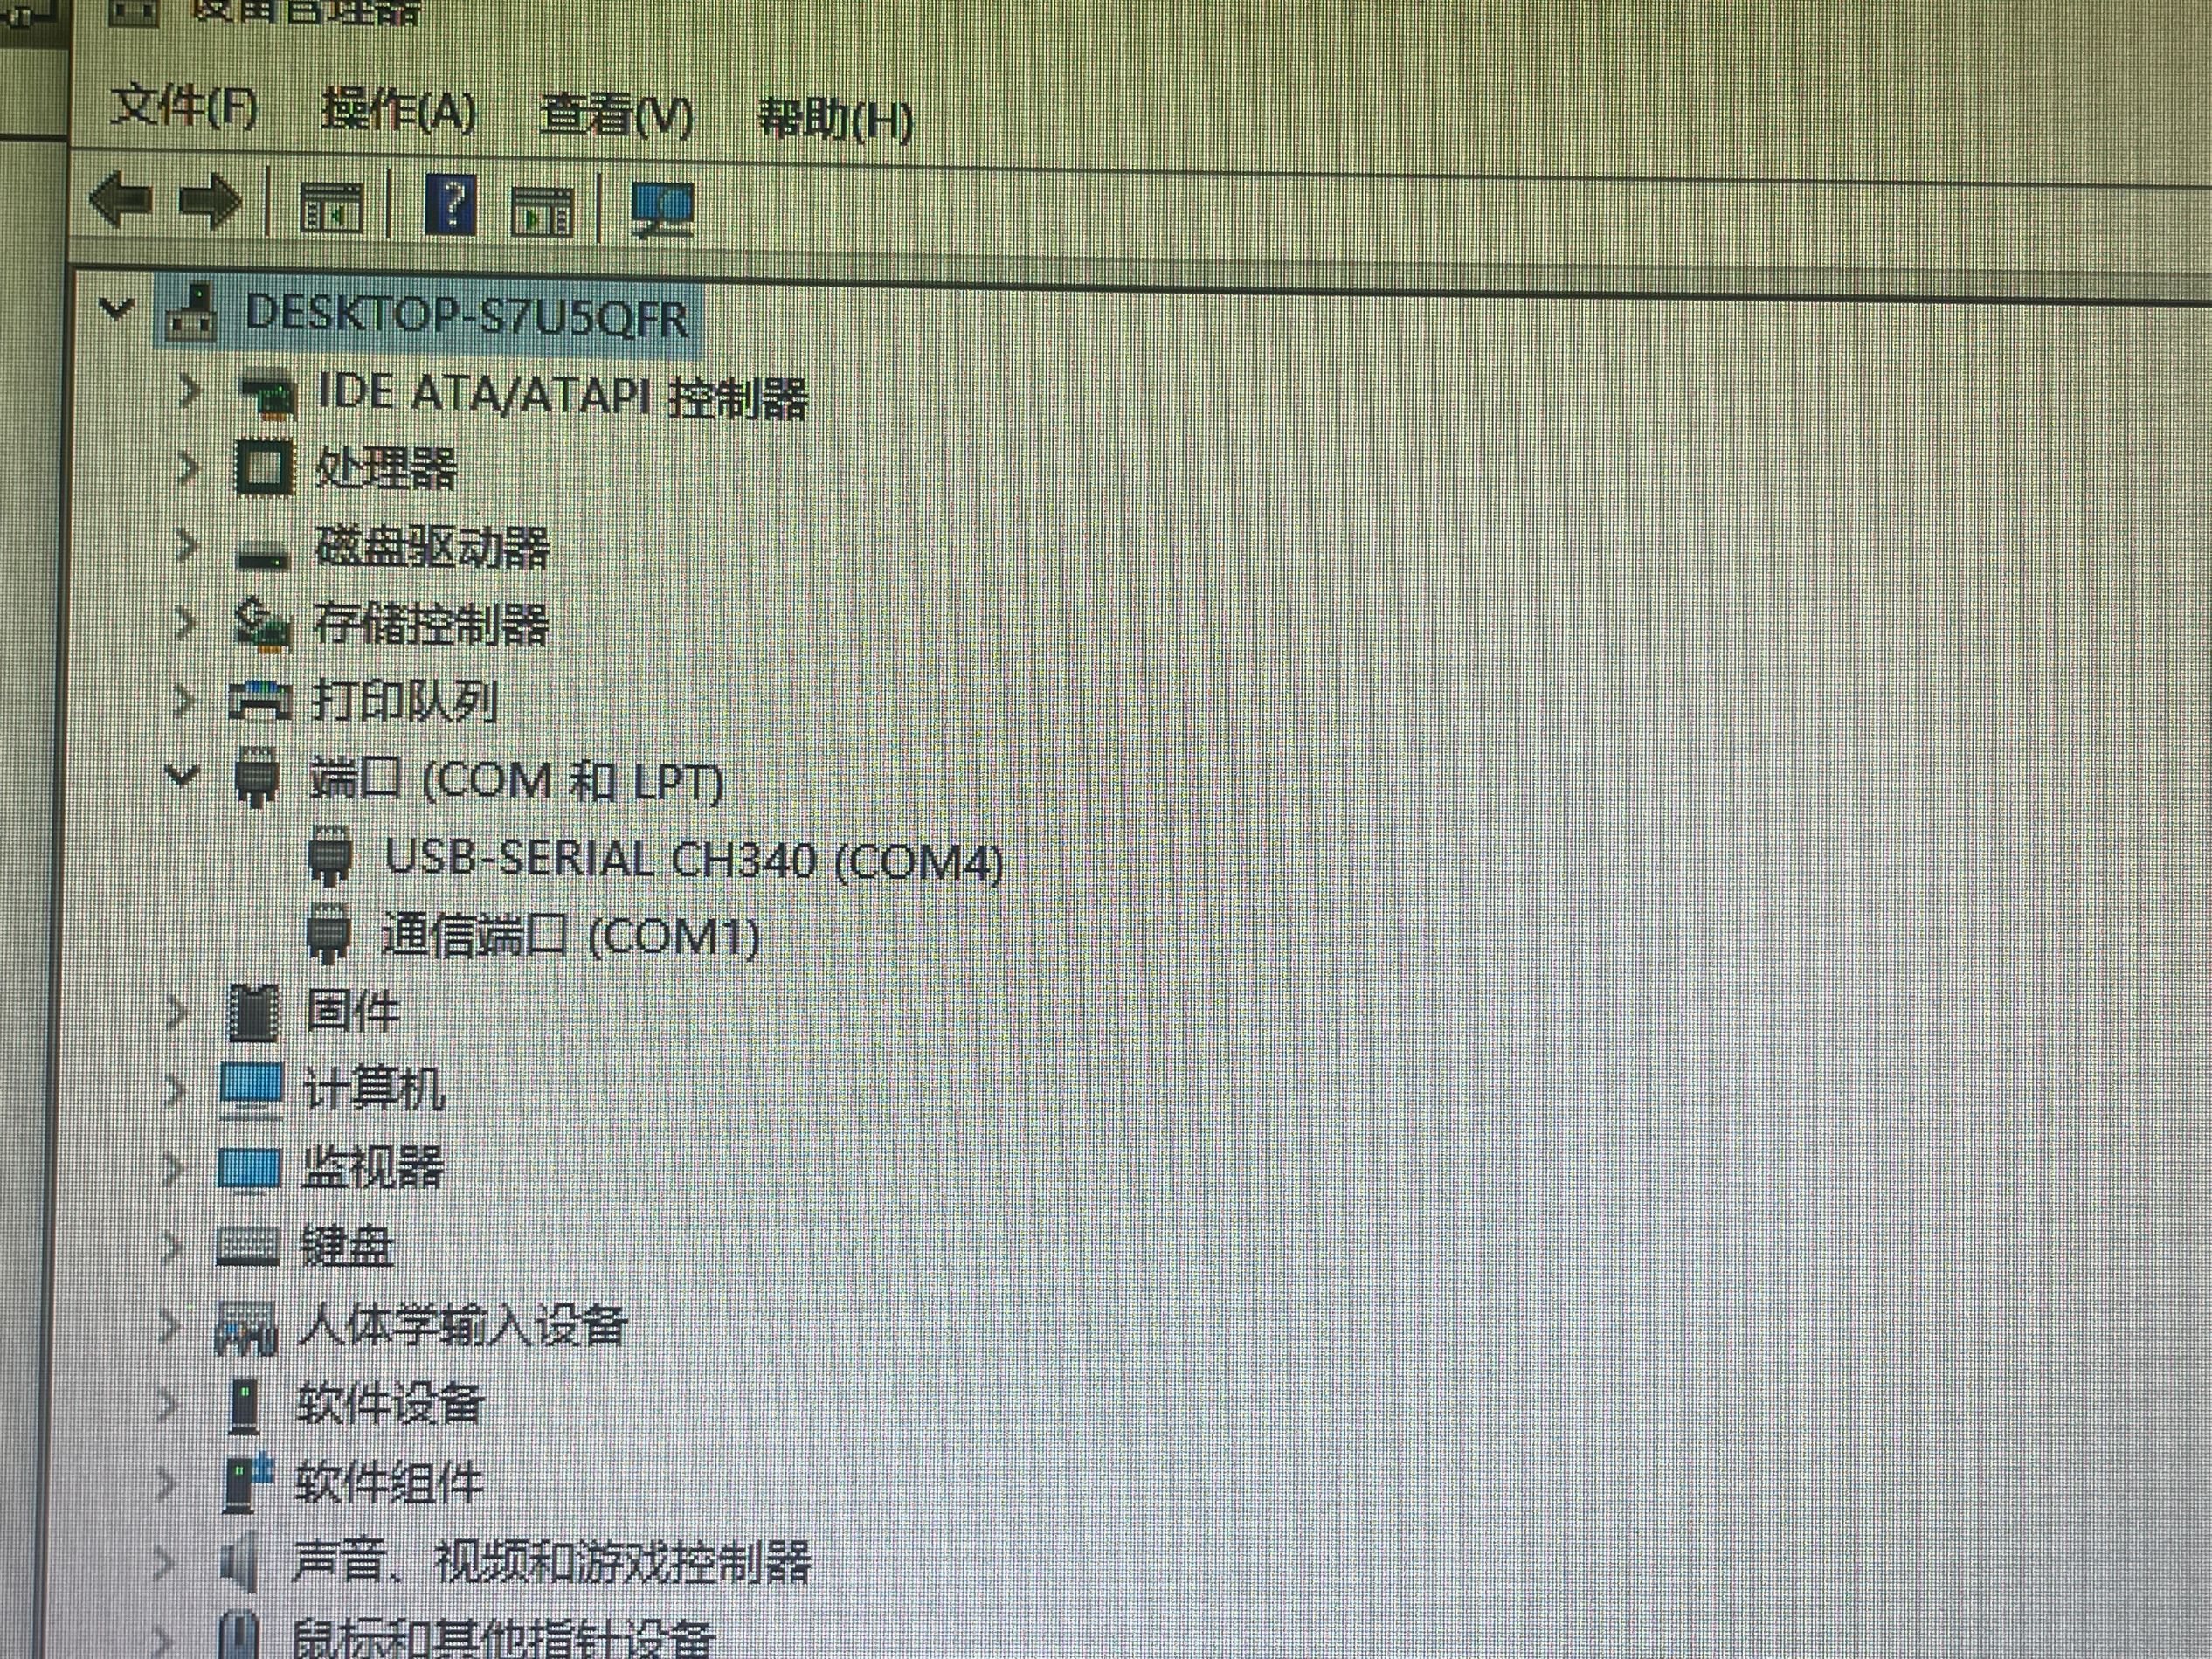 设备管理器
文件(F) 操作(A) 查看(V) 帮助(H)
DESKTOP-S7U5QFR
IDE ATA/ATAPI 控制器
处理器
磁盘驱动器
存储控制器
打印队列
端口 (COM 和 LPT)
USB-SERIAL CH340 (COM4)
通信端口 (COM1)
固件
计算机
监视器
键盘
人体学输入设备
软件设备
软件组件
声音、视频和游戏控制器
鼠标和其他指针设备